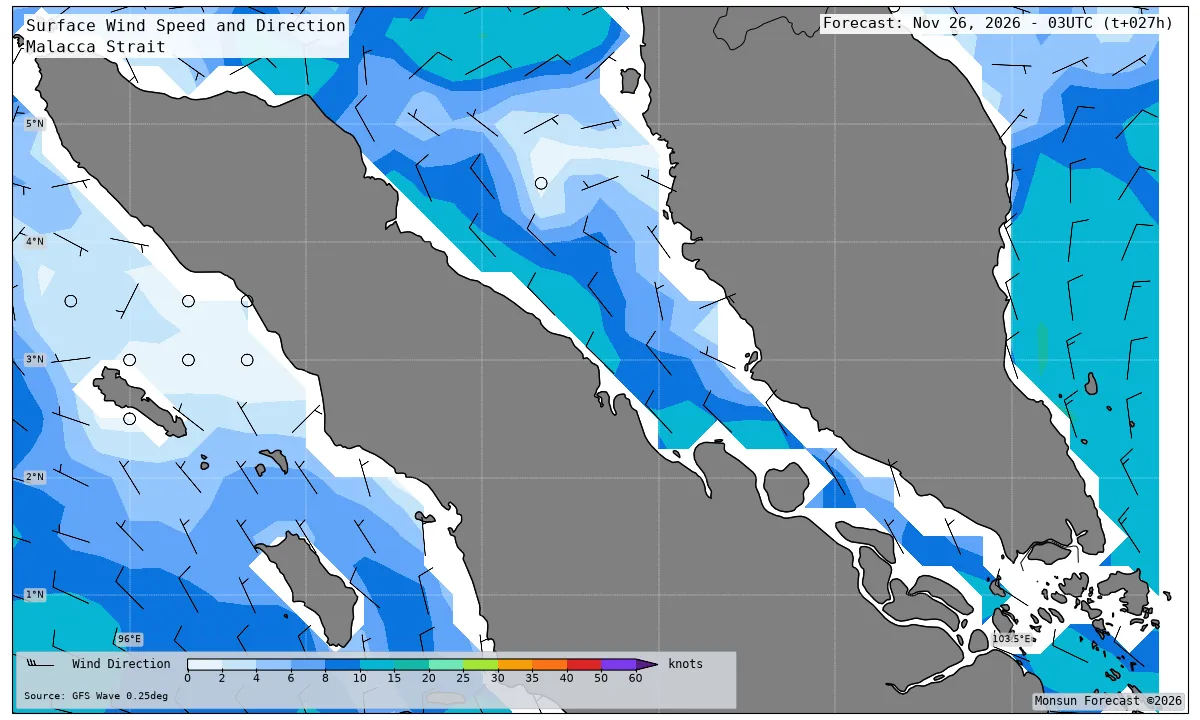 Surface Wind Speed and Direction
Malacca Strait
Forecast: Nov 26, 2026 - 03UTC (t+027h)
5°N
4°N
3°N
2°N
1°N
96°E
103.5°E
Wind Direction
0 2 4 6 8 10 15 20 25 30 35 40 50 60
knots
Source: GFS Wave 0.25deg
Monsun Forecast ©2026